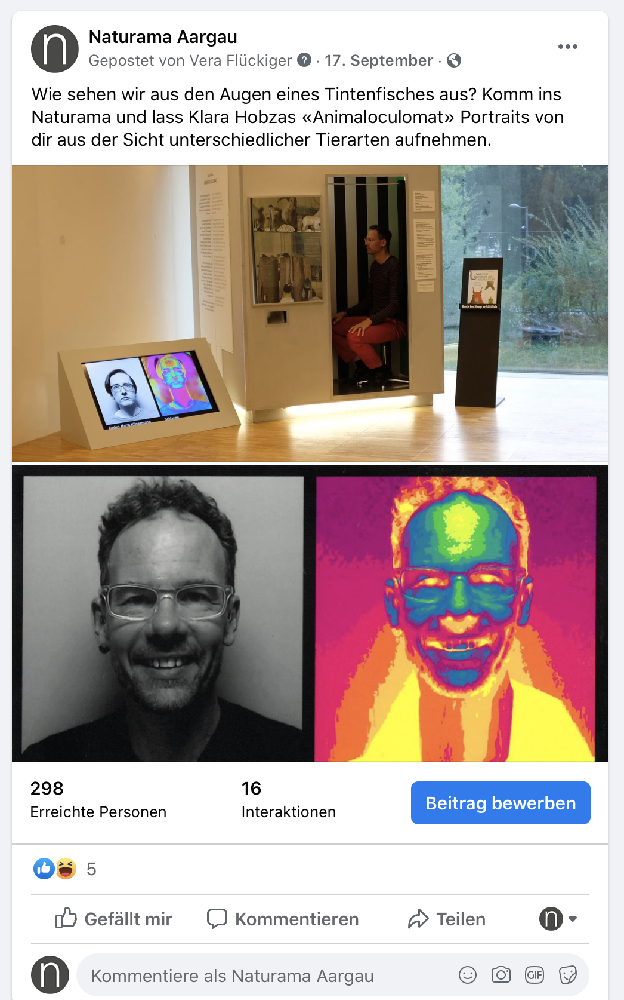 n
Naturama Aargau
Gepostet von Vera Flückiger ? · 17. September ·
Wie sehen wir aus den Augen eines Tintenfisches aus? Komm ins
Naturama und lass Klara Hobzas «Animaloculomat» Portraits von
dir aus der Sicht unterschiedlicher Tierarten aufnehmen.
Buch im Shop erhältlich
Coder, Mario Klingemann
Schlange
298
Erreichte Personen
16
Interaktionen
Beitrag bewerben
5
Gefällt mir
Kommentieren
Teilen
n
n
Kommentiere als Naturama Aargau
GIF